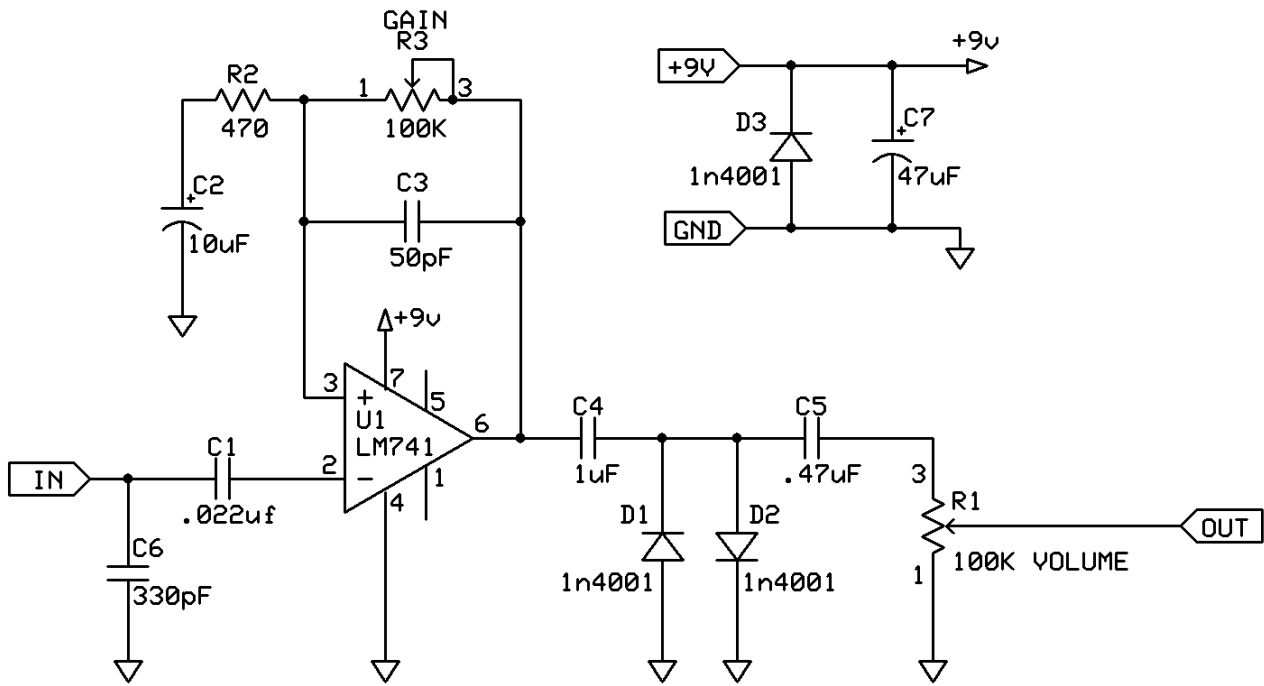 GAIN
R3
1
3
100K
R2
470
C2
+
10uF
C3
50pF
+9V
+9v
D3
1n4001
+
C7
47uF
GND
+9v
7
3
+
5
U1
LM741
6
2
-
4
1
IN
C1
.022uf
C6
330pF
C4
1uF
C5
.47uF
D1
1n4001
D2
1n4001
3
R1
1
100K VOLUME
OUT